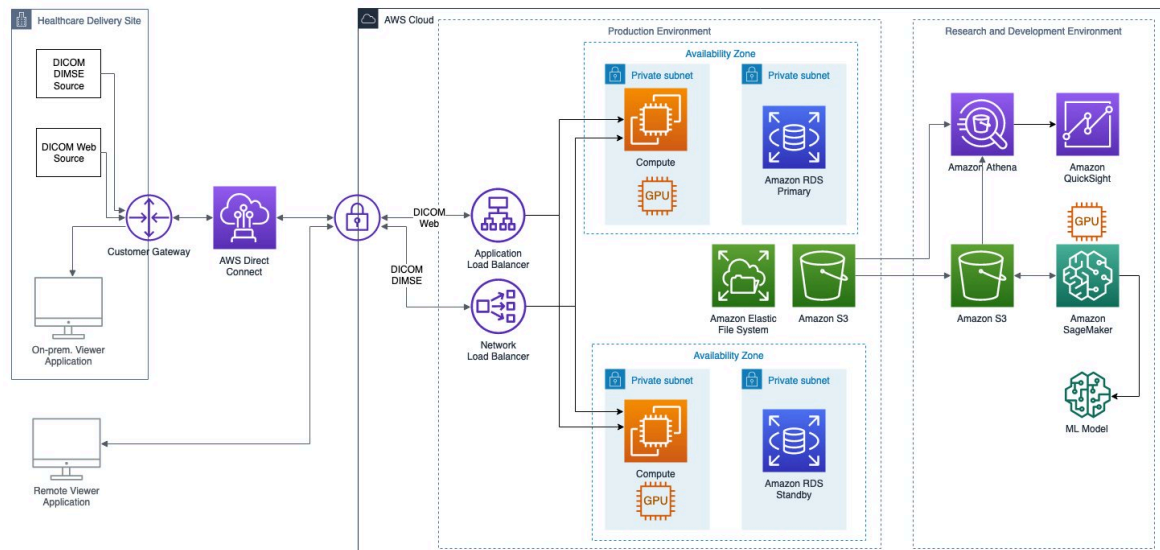 Healthcare Delivery Site
DICOM
DIMSE
Source
DICOM Web
Source
Customer Gateway
AWS Direct
Connect
On-prem. Viewer
Application
Remote Viewer
Application
AWS Cloud
DICOM
Web
DICOM
DIMSE
Application
Load Balancer
Network
Load Balancer
Production Environment
Availability Zone
Private subnet
Compute
GPU
Private subnet
Amazon RDS
Primary
Amazon Elastic
File System
Amazon S3
Availability Zone
Private subnet
Compute
GPU
Private subnet
Amazon RDS
Standby
Research and Development Environment
Amazon Athena
Amazon
QuickSight
GPU
Amazon S3
Amazon
SageMaker
ML Model